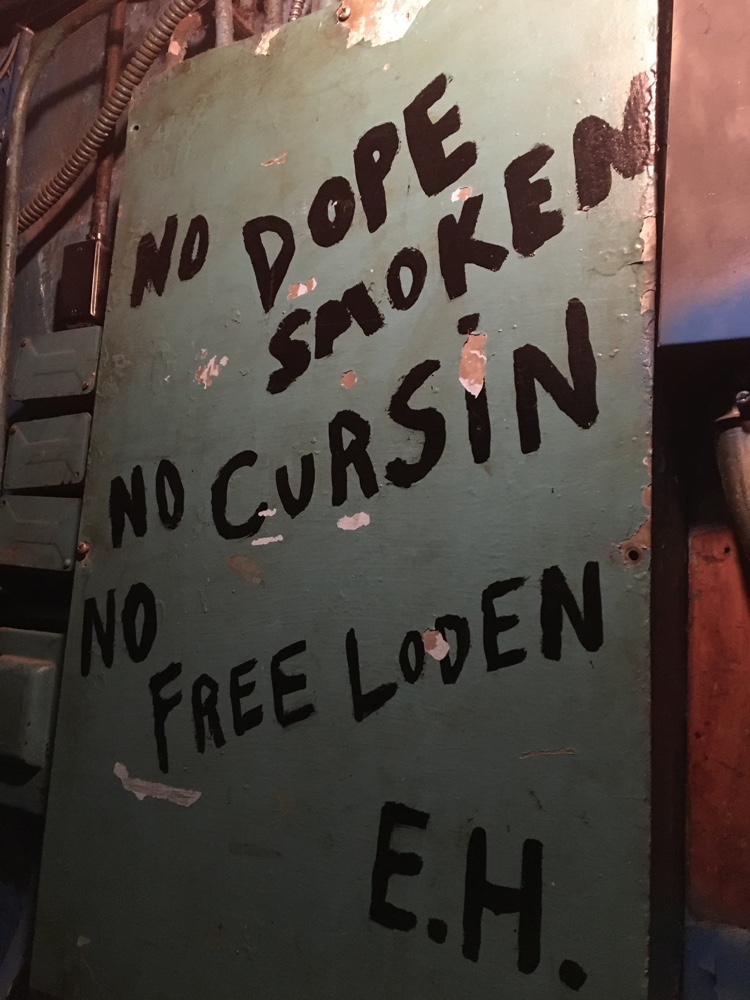 NO DOPE
SMOKEN
NO CURSiN
NO
FREE LODEN
E.H.